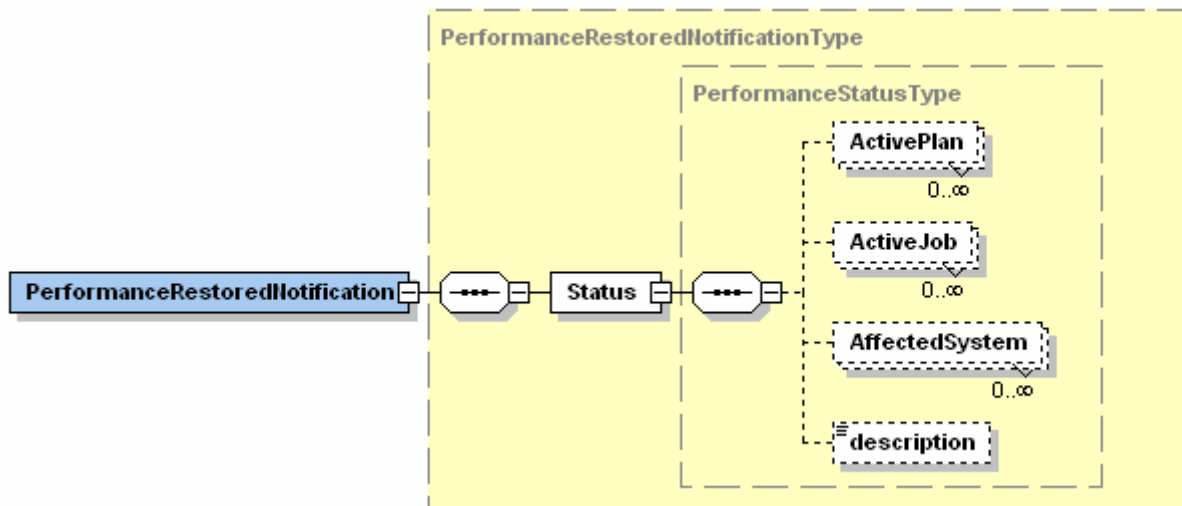 PerformanceRestoredNotificationType
PerformanceStatusType
ActivePlan
0..∞
ActiveJob
0..∞
PerformanceRestoredNotification
Status
AffectedSystem
0..∞
description